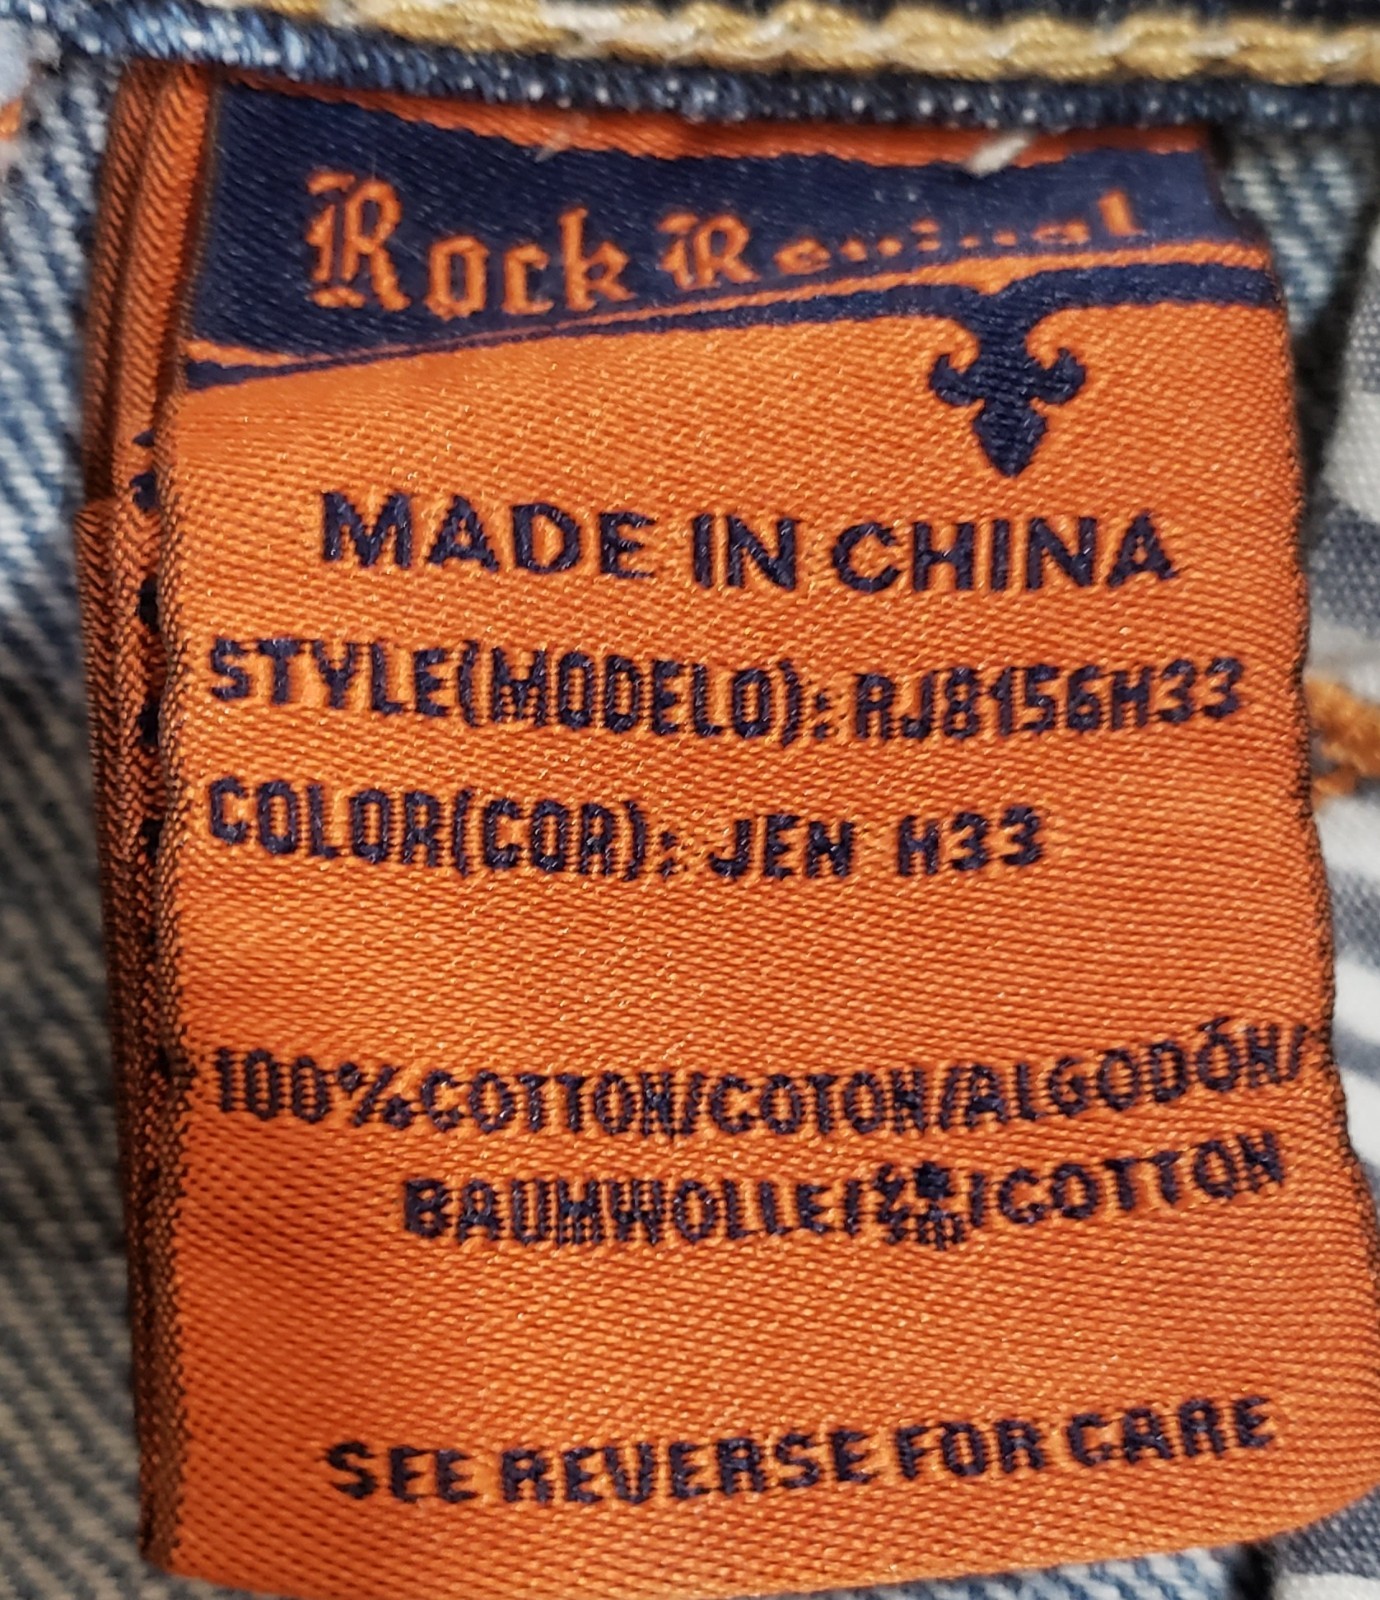 Rock Revival
MADE IN CHINA
STYLE(MODELO): RJ8156H33
COLOR(COR): JEN H33
100%COTTON/COTON/ALGODÓN/
BAUMWOLLE/ /COTTON
SEE REVERSE FOR CARE